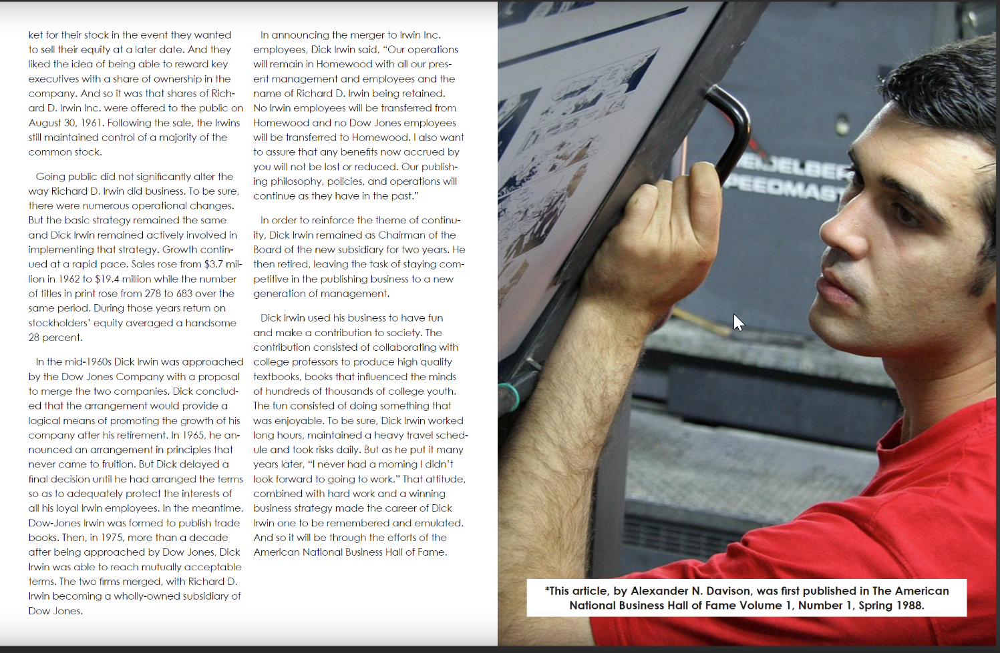 ket for their stock in the event they wanted
to sell their equity at a later date. And they
liked the idea of being able to reward key
executives with a share of ownership in the
company. And so it was that shares of Rich-
ard D. Irwin Inc. were offered to the public on
August 30, 1961. Following the sale, the Irwins
still maintained control of a majority of the
common stock.
Going public did not significantly alter the
way Richard D. Irwin did business. To be sure,
there were numerous operational changes.
But the basic strategy remained the same
and Dick Irwin remained actively involved in
implementing that strategy. Growth contin-
ued at a rapid pace. Sales rose from $3.7 mil-
lion in 1962 to $19.4 million while the number
of titles in print rose from 278 to 683 over the
same period. During those years return on
stockholders' equity averaged a handsome
28 percent.
In the mid-1960s Dick Irwin was approached
by the Dow Jones Company with a proposal
to merge the two companies. Dick conclud-
ed that the arrangement would provide a
logical means of promoting the growth of his
company after his retirement. In 1965, he an-
nounced an arrangement in principles that
never came to fruition. But Dick delayed a
final decision until he had arranged the terms
so as to adequately protect the interests of
all his loyal Irwin employees. In the meantime,
Dow-Jones Irwin was formed to publish trade
books. Then, in 1975, more than a decade
after being approached by Dow Jones, Dick
Irwin was able to reach mutually acceptable
terms. The two firms merged, with Richard D.
Irwin becoming a wholly-owned subsidiary of
Dow Jones.
In announcing the merger to Irwin Inc.
employees, Dick Irwin said, “Our operations
will remain in Homewood with all our pres-
ent management and employees and the
name of Richard D. Irwin being retained.
No Irwin employees will be transferred from
Homewood and no Dow Jones employees
will be transferred to Homewood. I also want
to assure that any benefits now accrued by
you will not be lost or reduced. Our publish-
ing philosophy, policies, and operations will
continue as they have in the past.”
In order to reinforce the theme of continu-
ity, Dick Irwin remained as Chairman of the
Board of the new subsidiary for two years. He
then retired, leaving the task of staying com-
petitive in the publishing business to a new
generation of management.
Dick Irwin used his business to have fun
and make a contribution to society. The
contribution consisted of collaborating with
college professors to produce high quality
textbooks, books that influenced the minds
of hundreds of thousands of college youth.
The fun consisted of doing something that
was enjoyable. To be sure, Dick Irwin worked
long hours, maintained a heavy travel sched-
ule and took risks daily. But as he put it many
years later, “I never had a morning I didn't
look forward to going to work.” That attitude,
combined with hard work and a winning
business strategy made the career of Dick
Irwin one to be remembered and emulated.
And so it will be through the efforts of the
American National Business Hall of Fame.
EIDELBER
PEEDMAST
*This article, by Alexander N. Davison, was first published in The American
National Business Hall of Fame Volume 1, Number 1, Spring 1988.